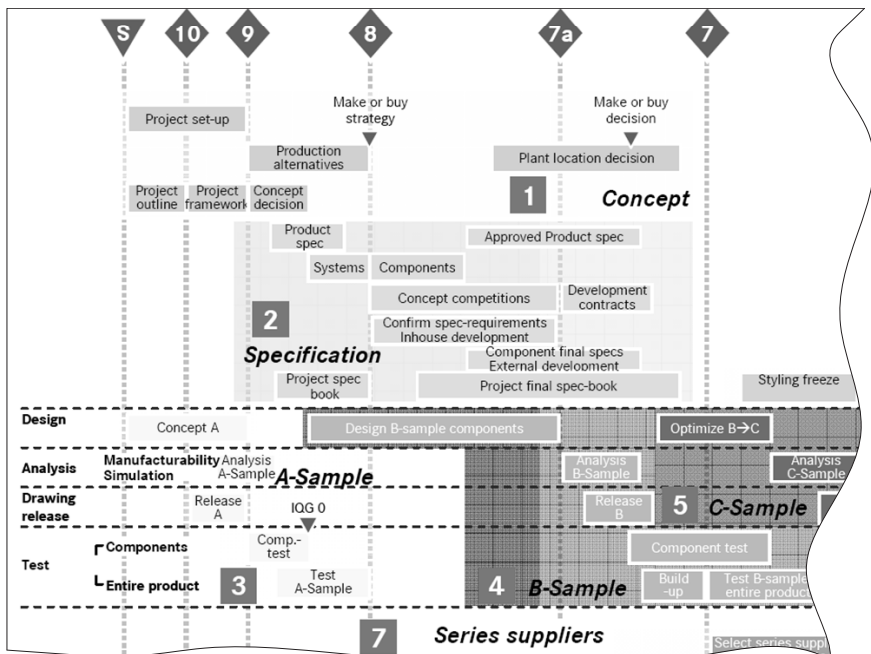 S 10 9 8 7a 7
Make or buy
strategy
Make or buy
decision
Project set-up
Production
alternatives
Plant location decision
Project
outline
Project
framework
Concept
decision
1
Concept
Product
spec
Approved Product spec
Systems
Components
Concept competitions
Development
contracts
2
Confirm spec-requirements
Inhouse development
Specification
Component final specs
External development
Project spec
book
Project final spec-book
Styling freeze
Design
Concept A
Design B-sample components
Optimize B→C
Analysis
Manufacturability
Simulation
Analysis
A-Sample
A-Sample
Analysis
B-Sample
Analysis
C-Sample
Drawing
release
Release
A
IQG 0
Release
B
5
C-Sample
Test
Components
Comp.-
test
Component test
Entire product
3
Test
A-Sample
4
B-Sample
Build
-up
Test B-sample
entire product
7
Series suppliers
Select series suppl